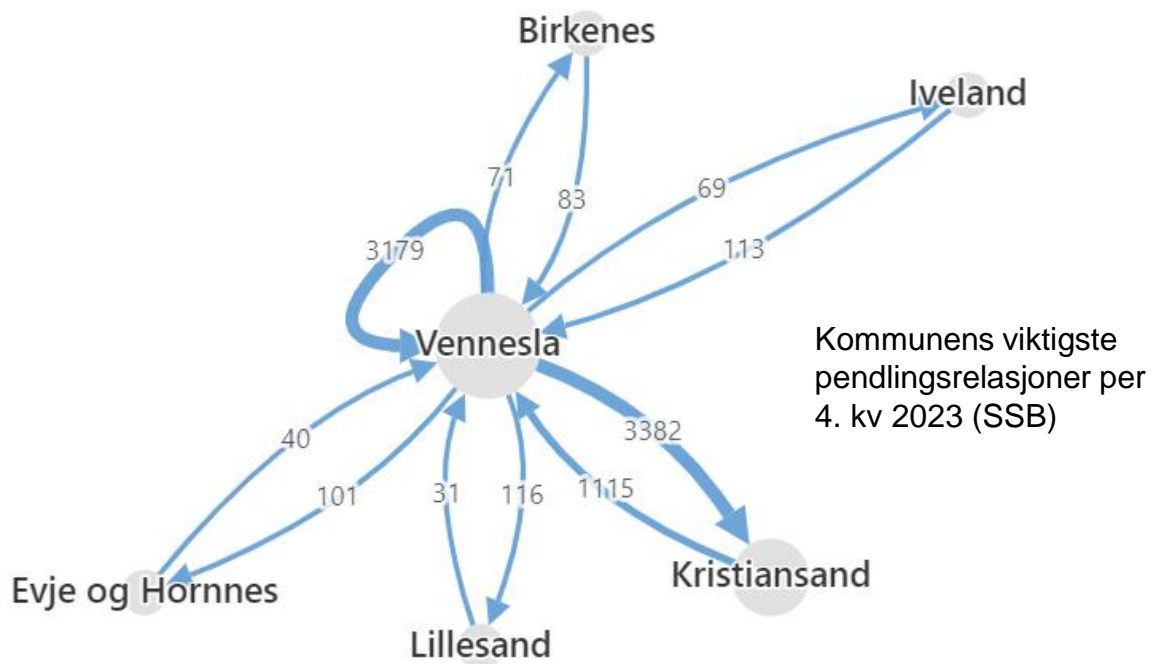 Birkenes
Iveland
71
69
83
3179
113
Vennesla
Kommunens viktigste
pendlingsrelasjoner per
4. kv 2023 (SSB)
3382
40
101
31
116
1115
Kristiansand
Evje og Hornnes
Lillesand